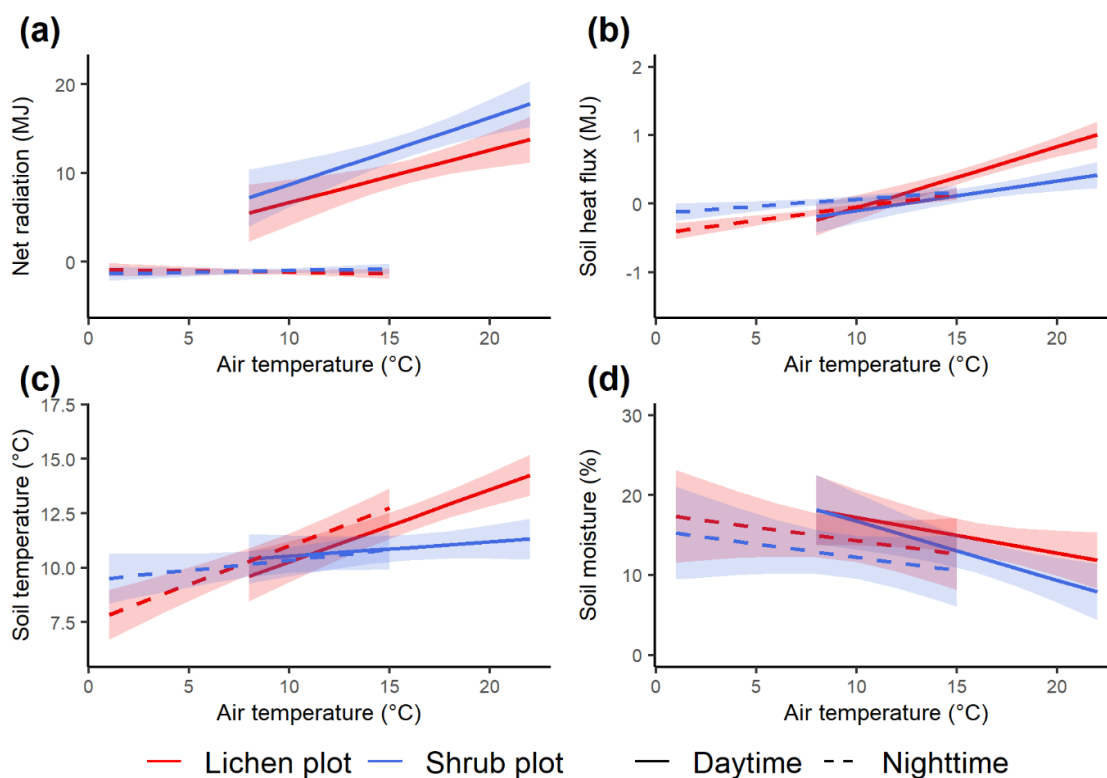 (a)
Net radiation (MJ)
20
10
0
0 5 10 15 20
Air temperature (°C)
(b)
Soil heat flux (MJ)
2
1
0
-1
0 5 10 15 20
Air temperature (°C)
(c)
Soil temperature (°C)
17.5
15.0
12.5
10.0
7.5
0 5 10 15 20
Air temperature (°C)
(d)
Soil moisture (%)
30
20
10
0
0 5 10 15 20
Air temperature (°C)
Lichen plot Shrub plot Daytime Nighttime